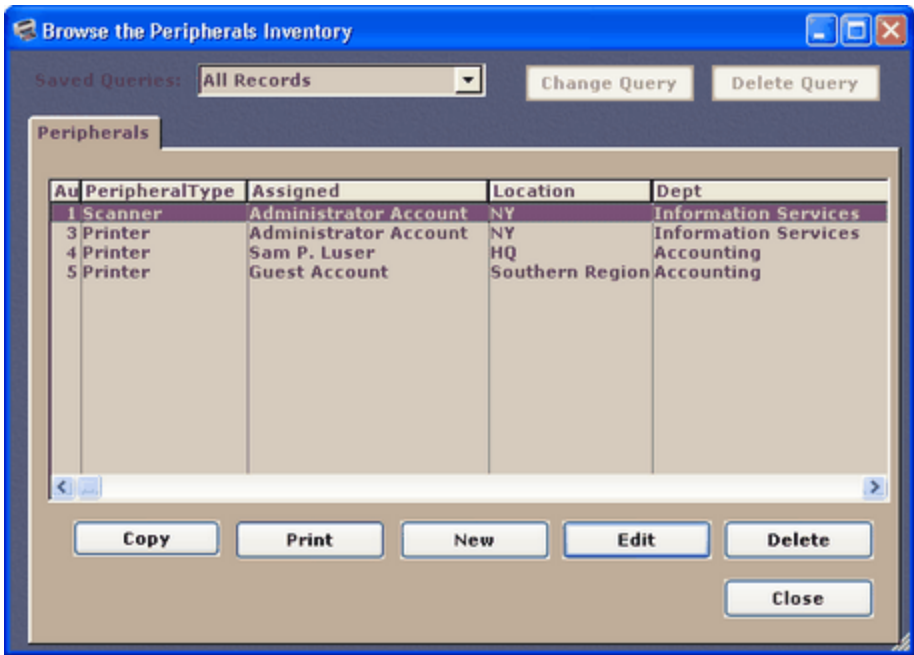 Browse the Peripherals Inventory
Saved Queries: All Records Change Query Delete Query
Peripherals
Au PeripheralType Assigned Location Dept
1 Scanner Administrator Account NY Information Services
3 Printer Administrator Account NY Information Services
4 Printer Sam P. Luser HQ Accounting
5 Printer Guest Account Southern Region Accounting
Copy Print New Edit Delete
Close